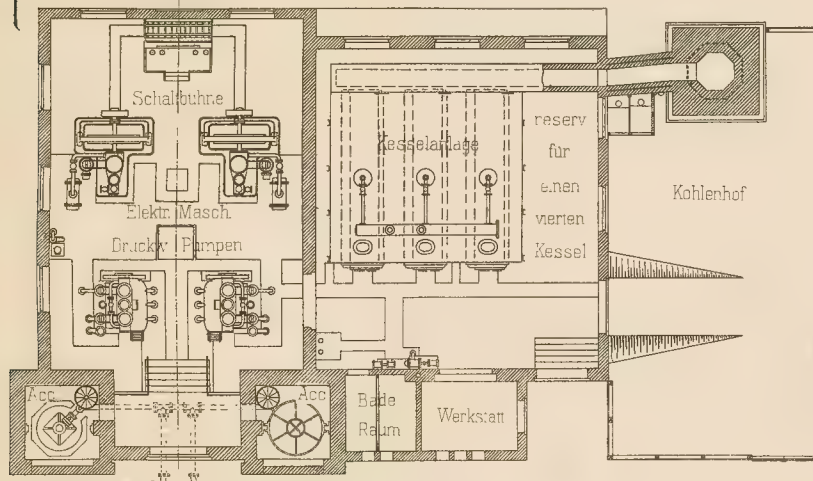 Schaltbühne
Elektr. Masch.
Druckw. Pumpen
Acc.
Acc.
Kesselanlage
reserv.
für
einen
vierten
Kessel
Bade
Raum
Werkstatt
Kohlenhof